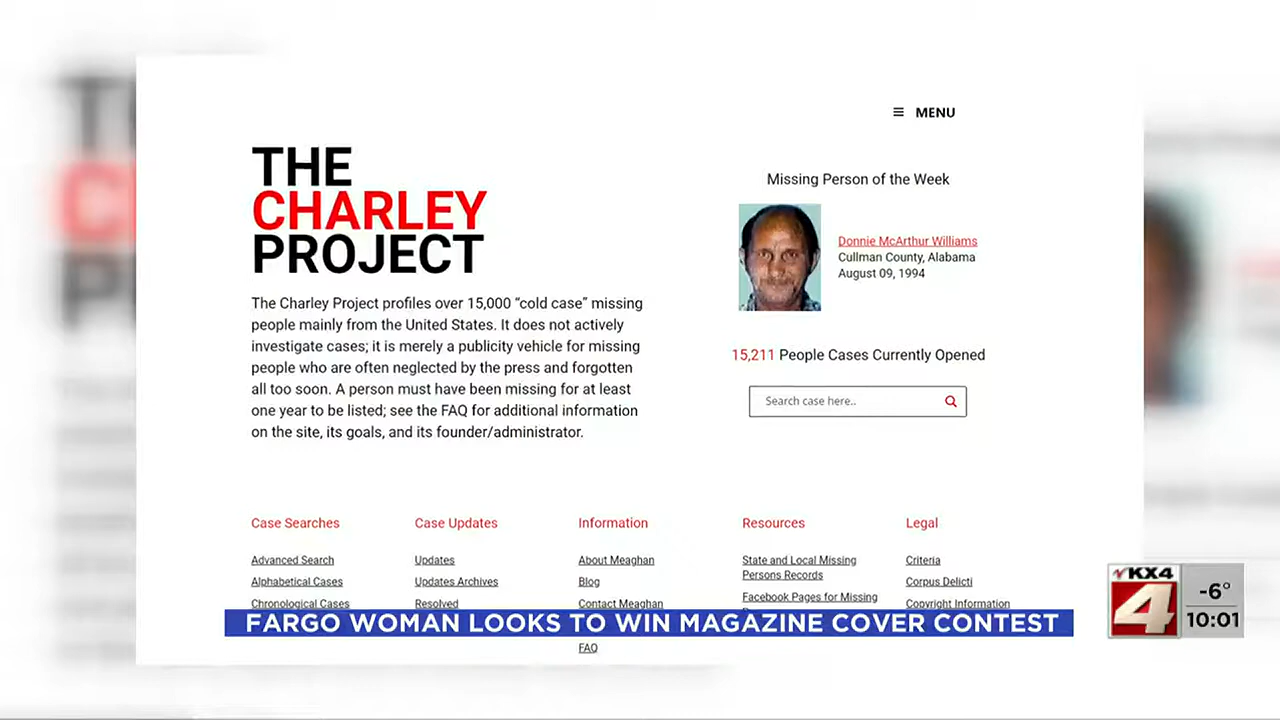 MENU
THE
CHARLEY
PROJECT
Missing Person of the Week
Donnie McArthur Williams
Cullman County, Alabama
August 09, 1994
The Charley Project profiles over 15,000 “cold case” missing
people mainly from the United States. It does not actively
investigate cases; it is merely a publicity vehicle for missing
people who are often neglected by the press and forgotten
all too soon. A person must have been missing for at least
one year to be listed; see the FAQ for additional information
on the site, its goals, and its founder/administrator.
15,211 People Cases Currently Opened
Search case here..
Case Searches
Advanced Search
Alphabetical Cases
Chronological Cases
Case Updates
Updates
Updates Archives
Resolved
Information
About Meaghan
Blog
Contact Meaghan
FAQ
Resources
State and Local Missing
Persons Records
Facebook Pages for Missing
Legal
Criteria
Corpus Delicti
Copyright Information
FARGO WOMAN LOOKS TO WIN MAGAZINE COVER CONTEST
KX4
4
-6°
10:01